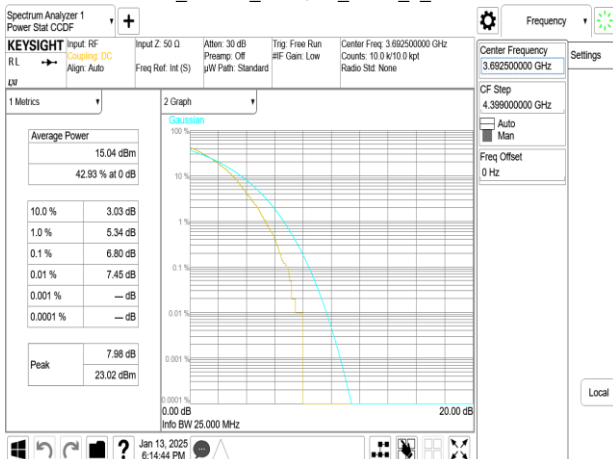 Spectrum Analyzer 1
Power Stat CCDF
Frequency
KEYSIGHT
RL
LXI
Input: RF
Coupling: DC
Align: Auto
Input Z: 50 Ω
Freq Ref: Int (S)
Atten: 30 dB
Preamp: Off
µW Path: Standard
Trig: Free Run
#IF Gain: Low
Center Freq: 3.692500000 GHz
Counts: 10.0 k/10.0 kpt
Radio Std: None
Center Frequency
3.692500000 GHz
Settings
CF Step
4.399000000 GHz
Auto
Man
Freq Offset
0 Hz
Local
1 Metrics
Average Power
15.04 dBm
42.93 % at 0 dB
10.0 % 3.03 dB
1.0 % 5.34 dB
0.1 % 6.80 dB
0.01 % 7.45 dB
0.001 % --- dB
0.0001 % --- dB
Peak
7.98 dB
23.02 dBm
2 Graph
Gaussian
100 %
10 %
1 %
0.1 %
0.01 %
0.001 %
0.0001 %
0.00 dB 20.00 dB
Info BW 25.000 MHz
?
Jan 13, 2025
6:14:44 PM